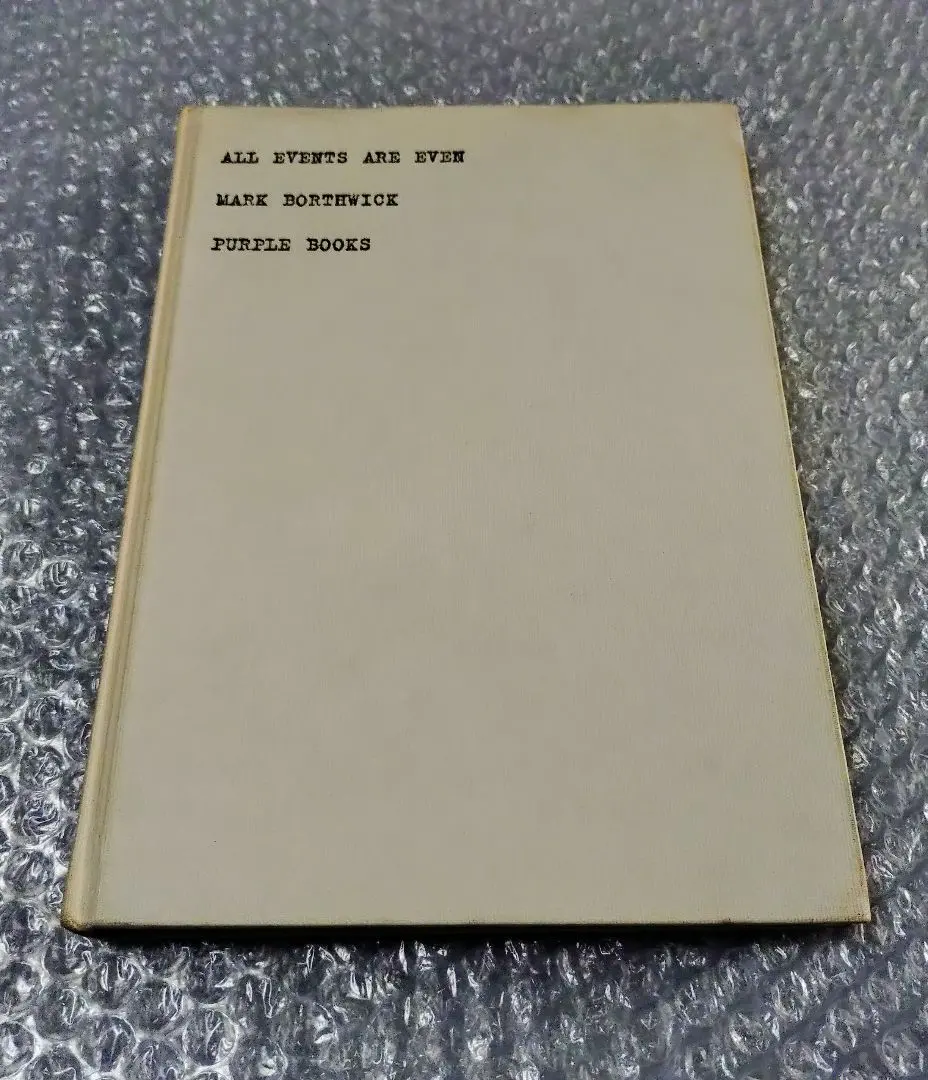 ALL EVENTS ARE EVEN
MARK BORTHWICK
PURPLE BOOKS